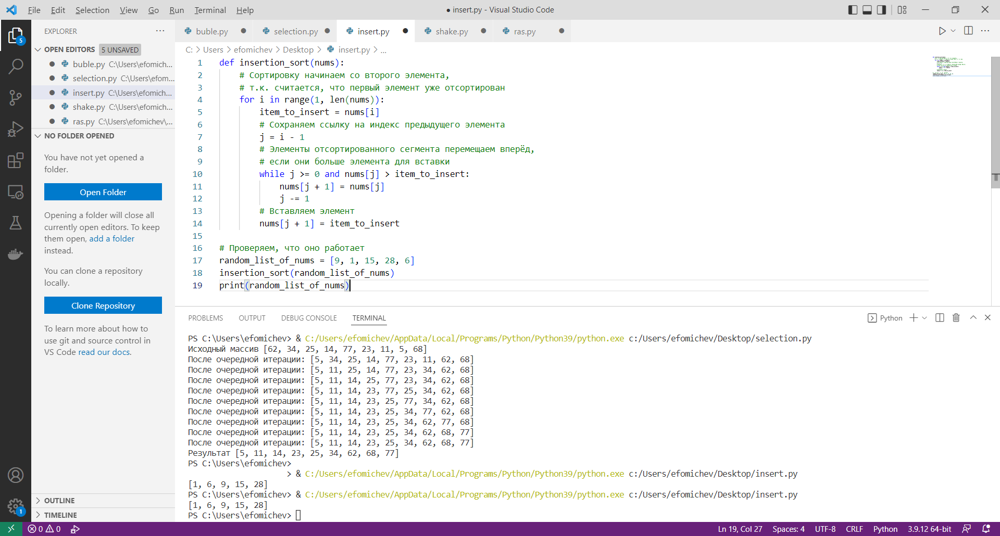 File Edit Selection View Go Run Terminal Help
● insert.py - Visual Studio Code
EXPLORER ...
OPEN EDITORS 5 UNSAVED
buble.py C:\Users\efomich...
selection.py C:\Users\efom...
insert.py C:\Users\efomich...
shake.py C:\Users\efomich...
ras.py C:\Users\efomichev\...
NO FOLDER OPENED
You have not yet opened a
folder.
Open Folder
Opening a folder will close all
currently open editors. To keep
them open, add a folder
instead.
You can clone a repository
locally.
Clone Repository
To learn more about how to
use git and source control in
VS Code read our docs.
OUTLINE
TIMELINE
5
1
buble.py selection.py insert.py shake.py ras.py
C: > Users > efomichev > Desktop > insert.py > ...
1 def insertion_sort(nums):
2 # Сортировку начинаем со второго элемента,
3 # т.к. считается, что первый элемент уже отсортирован
4 for i in range(1, len(nums)):
5 item_to_insert = nums[i]
6 # Сохраняем ссылку на индекс предыдущего элемента
7 j = i - 1
8 # Элементы отсортированного сегмента перемещаем вперёд,
9 # если они больше элемента для вставки
10 while j >= 0 and nums[j] > item_to_insert:
11 nums[j + 1] = nums[j]
12 j -= 1
13 # Вставляем элемент
14 nums[j + 1] = item_to_insert
15
16 # Проверяем, что оно работает
17 random_list_of_nums = [9, 1, 15, 28, 6]
18 insertion_sort(random_list_of_nums)
19 print(random_list_of_nums)
PROBLEMS OUTPUT DEBUG CONSOLE TERMINAL
Python
PS C:\Users\efomichev> & C:/Users/efomichev/AppData/Local/Programs/Python/Python39/python.exe c:/Users/efomichev/Desktop/selection.py
Исходный массив [62, 34, 25, 14, 77, 23, 11, 5, 68]
После очередной итерации: [5, 34, 25, 14, 77, 23, 11, 62, 68]
После очередной итерации: [5, 11, 25, 14, 77, 23, 34, 62, 68]
После очередной итерации: [5, 11, 14, 25, 77, 23, 34, 62, 68]
После очередной итерации: [5, 11, 14, 23, 77, 25, 34, 62, 68]
После очередной итерации: [5, 11, 14, 23, 25, 77, 34, 62, 68]
После очередной итерации: [5, 11, 14, 23, 25, 34, 77, 62, 68]
После очередной итерации: [5, 11, 14, 23, 25, 34, 62, 77, 68]
После очередной итерации: [5, 11, 14, 23, 25, 34, 62, 68, 77]
После очередной итерации: [5, 11, 14, 23, 25, 34, 62, 68, 77]
Результат [5, 11, 14, 23, 25, 34, 62, 68, 77]
PS C:\Users\efomichev>
> & C:/Users/efomichev/AppData/Local/Programs/Python/Python39/python.exe c:/Users/efomichev/Desktop/insert.py
[1, 6, 9, 15, 28]
PS C:\Users\efomichev> & C:/Users/efomichev/AppData/Local/Programs/Python/Python39/python.exe c:/Users/efomichev/Desktop/insert.py
[1, 6, 9, 15, 28]
PS C:\Users\efomichev>
0 0
Ln 19, Col 27 Spaces: 4 UTF-8 CRLF Python 3.9.12 64-bit